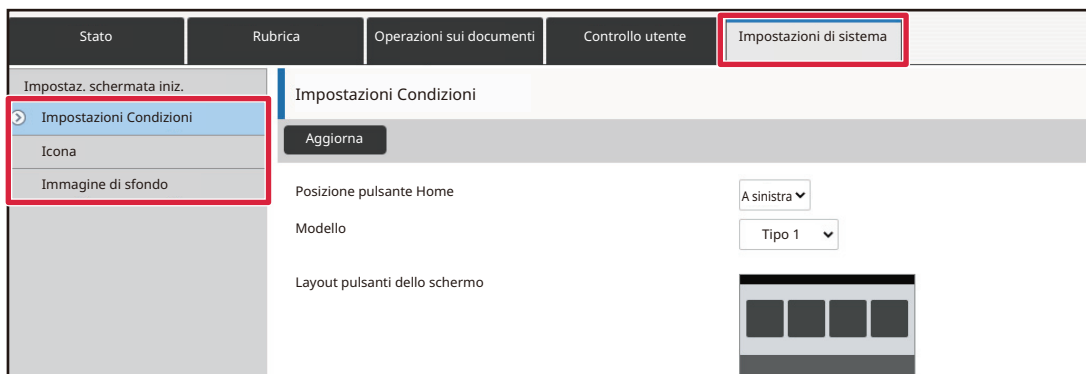 Stato
Rubrica
Operazioni sui documenti
Controllo utente
Impostazioni di sistema
Impostaz. schermata iniz.
Impostazioni Condizioni
Icona
Immagine di sfondo
Impostazioni Condizioni
Aggiorna
Posizione pulsante Home
A sinistra
Modello
Tipo 1
Layout pulsanti dello schermo